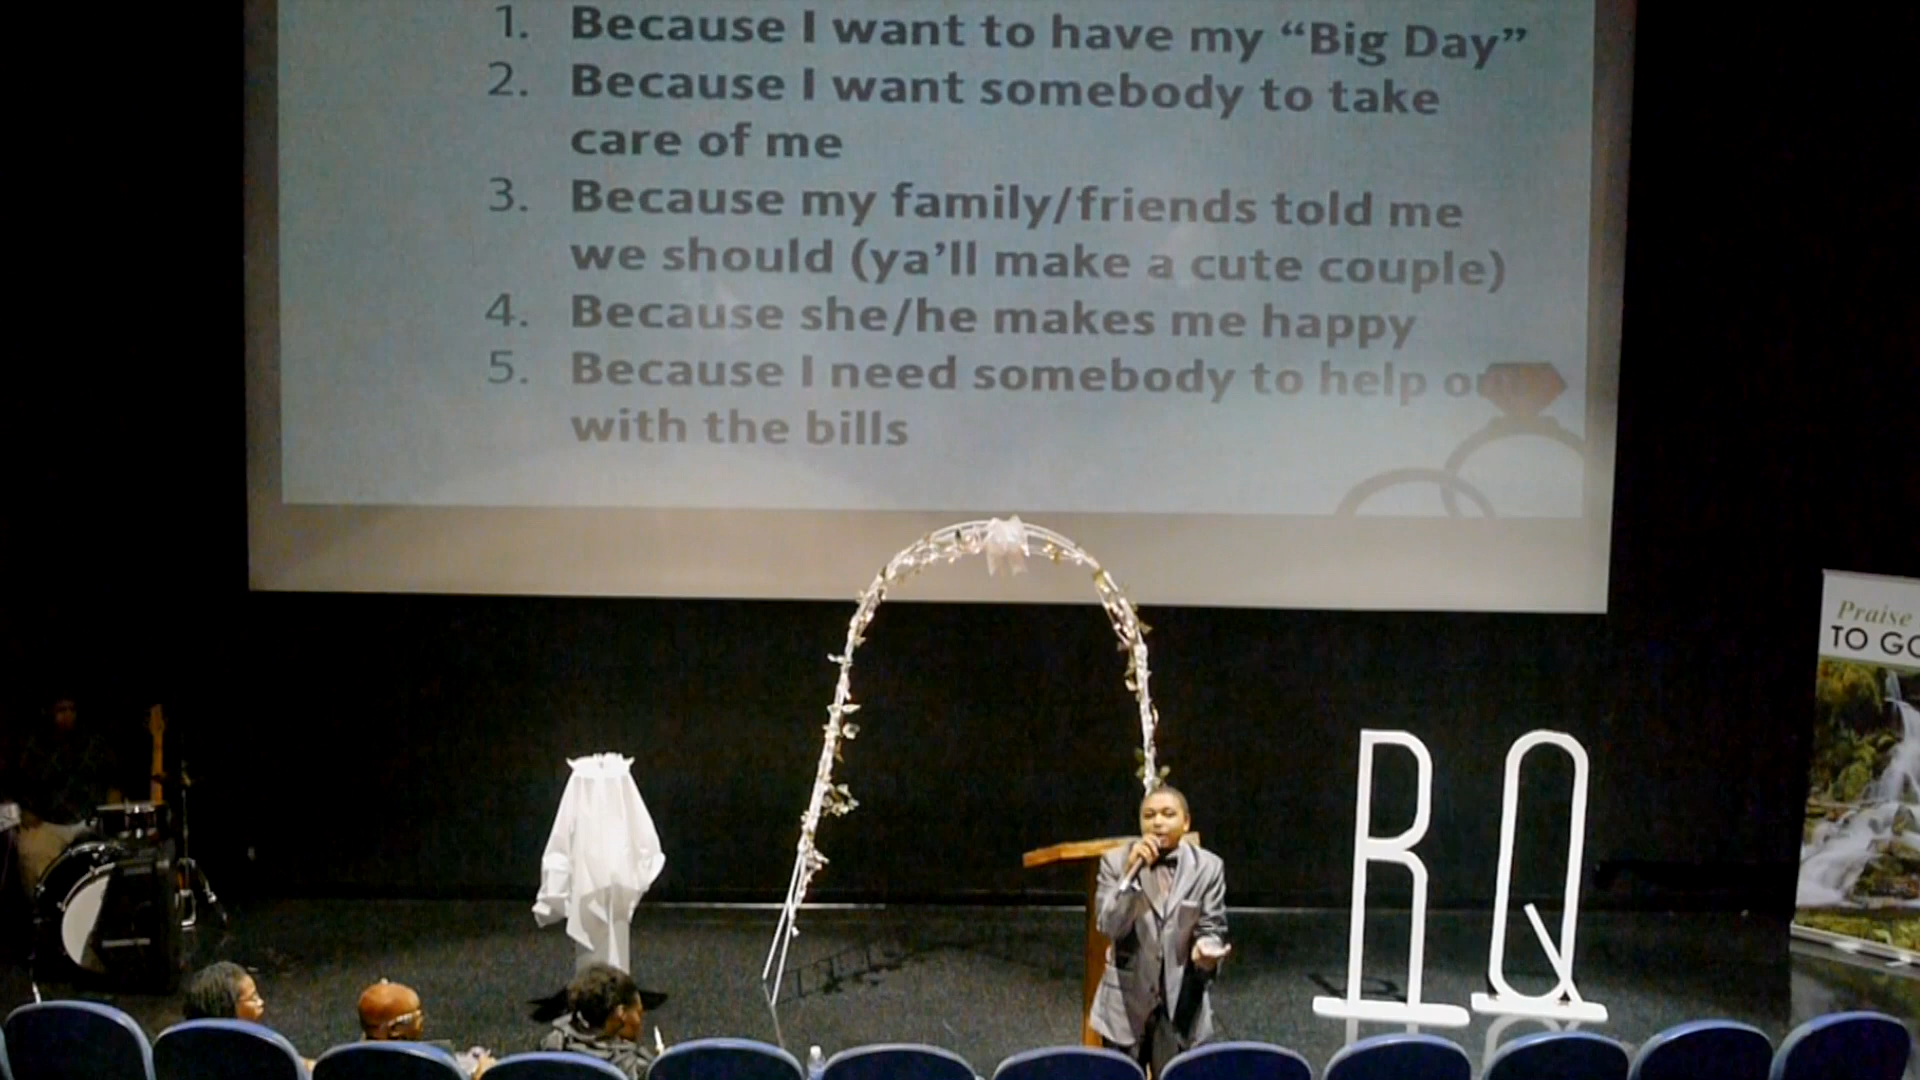 1. Because I want to have my “Big Day”
2. Because I want somebody to take
care of me
3. Because my family/friends told me
we should (ya’ll make a cute couple)
4. Because she/he makes me happy
5. Because I need somebody to help
with the bills
Praise
TO
R Q